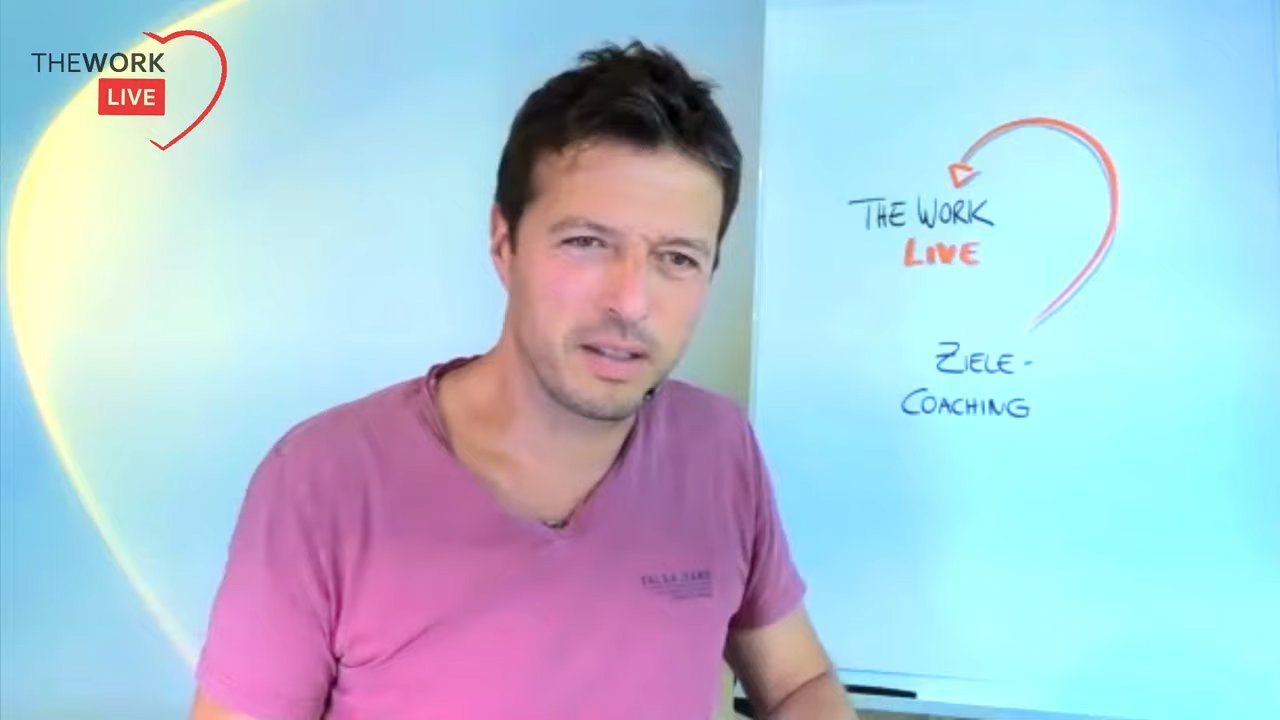 THEWORK
LIVE
THE WORK
LIVE
ZIELE-
COACHING